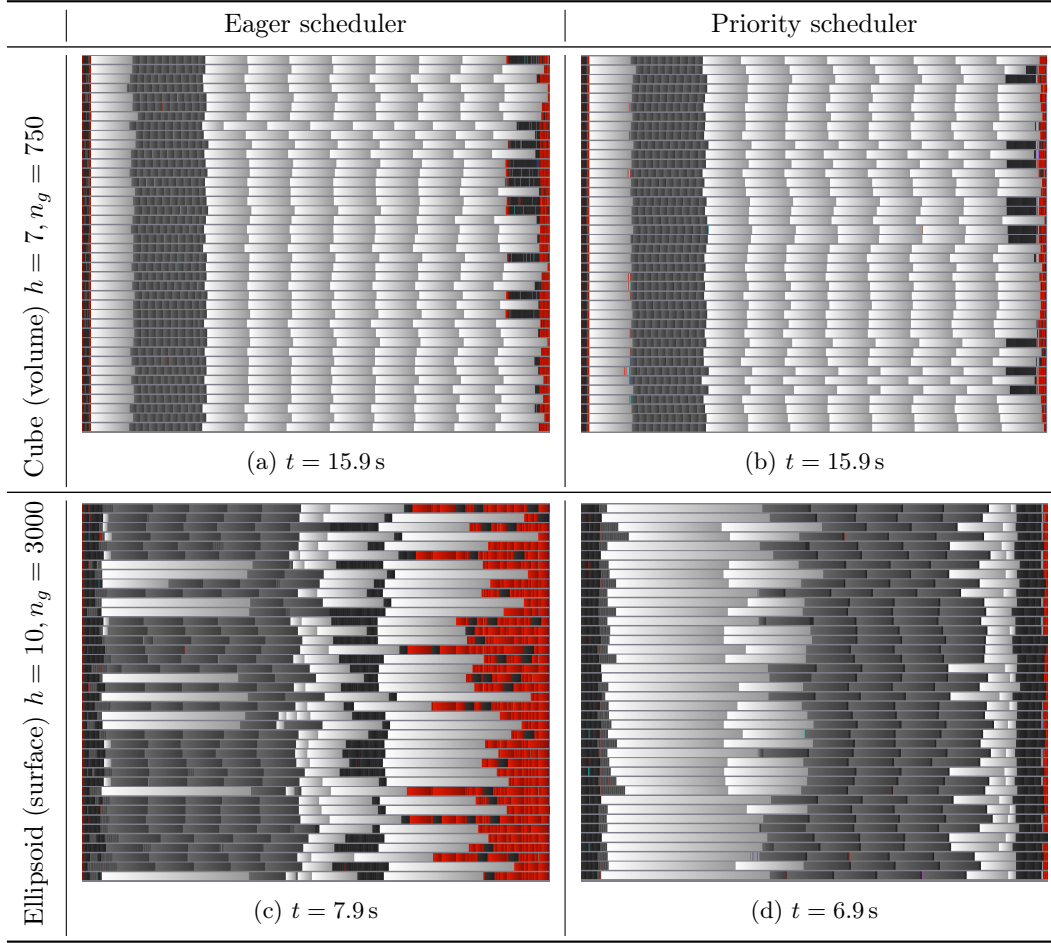 Eager scheduler
Priority scheduler
Cube (volume) h = 7, n_g = 750
(a) t = 15.9 s
(b) t = 15.9 s
Ellipsoid (surface) h = 10, n_g = 3000
(c) t = 7.9 s
(d) t = 6.9 s